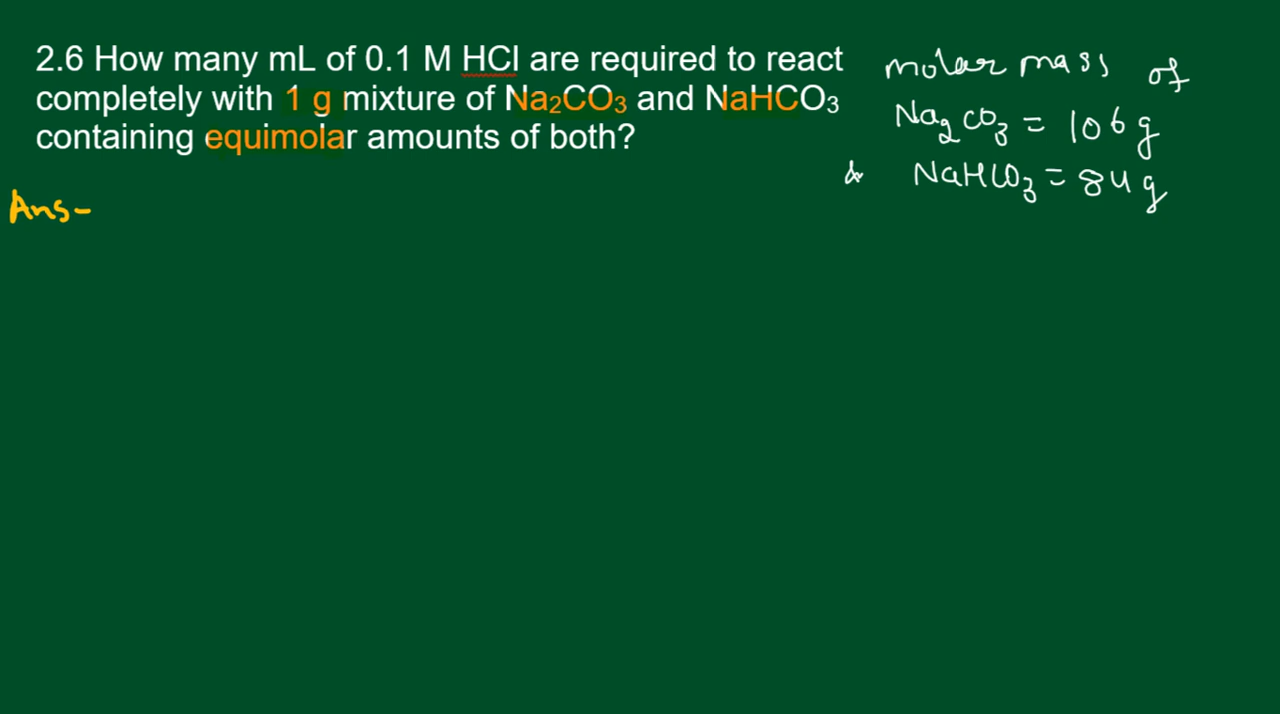 2.6 How many mL of 0.1 M HCl are required to react
completely with 1 g mixture of Na₂CO₃ and NaHCO₃
containing equimolar amounts of both?
molar mass of
Na₂CO₃ = 106 g
& NaHCO₃ = 84 g
Ans-